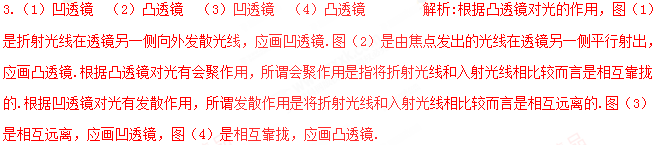 3.（1）凹透镜 （2）凸透镜 （3）凹透镜 （4）凸透镜 解析:根据凸透镜对光的作用，图（1）
是折射光线在透镜另一侧向外发散光线，应画凹透镜.图（2）是由焦点发出的光线在透镜另一侧平行射出，
应画凸透镜.根据凸透镜对光有会聚作用，所谓会聚作用是指将折射光线和入射光线相比较而言是相互靠拢
的.根据凹透镜对光有发散作用，所谓发散作用是将折射光线和入射光线相比较而言是相互远离的.图（3）
是相互远离，应画凹透镜，图（4）是相互靠拢，应画凸透镜.